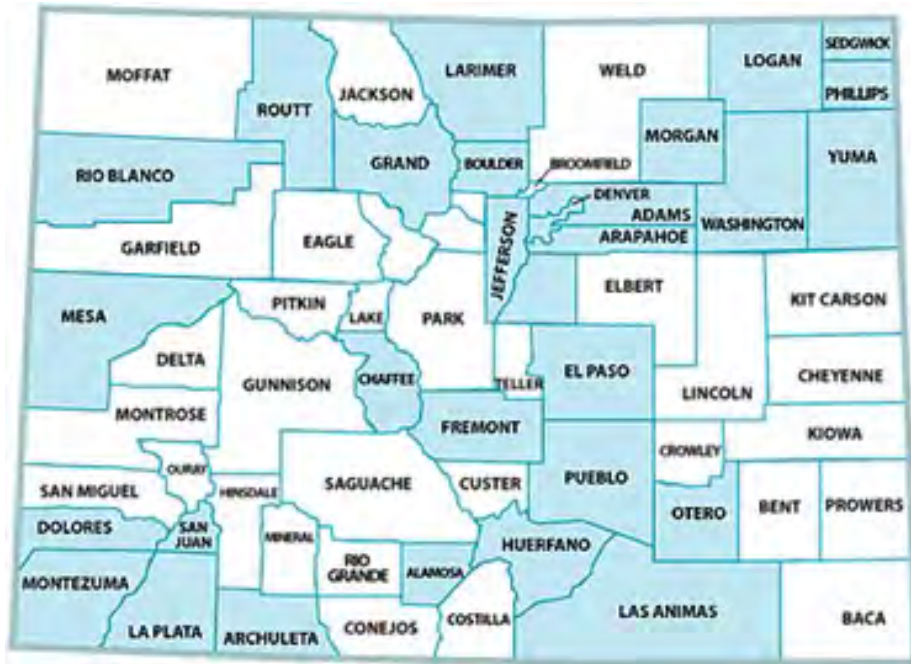 MOFFAT
ROUTT
JACKSON
LARIMER
WELD
LOGAN
SEDGWICK
PHILLIPS
MORGAN
YUMA
RIO BLANCO
GRAND
BOULDER
BROOMFIELD
DENVER
ADAMS
WASHINGTON
ARAPAHOE
GARFIELD
EAGLE
JEFFERSON
ELBERT
KIT CARSON
MESA
PITKIN
LAKE
PARK
DELTA
GUNNISON
CHAFFEE
TELLER
EL PASO
LINCOLN
CHEYENNE
MONTROSE
FREMONT
KIOWA
OURAY
CROWLEY
SAN MIGUEL
HINSDALE
SAGUACHE
CUSTER
PUEBLO
OTERO
BENT
PROWERS
DOLORES
SAN
JUAN
MINERAL
RIO
GRANDE
ALAMOSA
HUERFANO
MONTEZUMA
LA PLATA
ARCHULETA
CONEJOS
COSTILLA
LAS ANIMAS
BACA